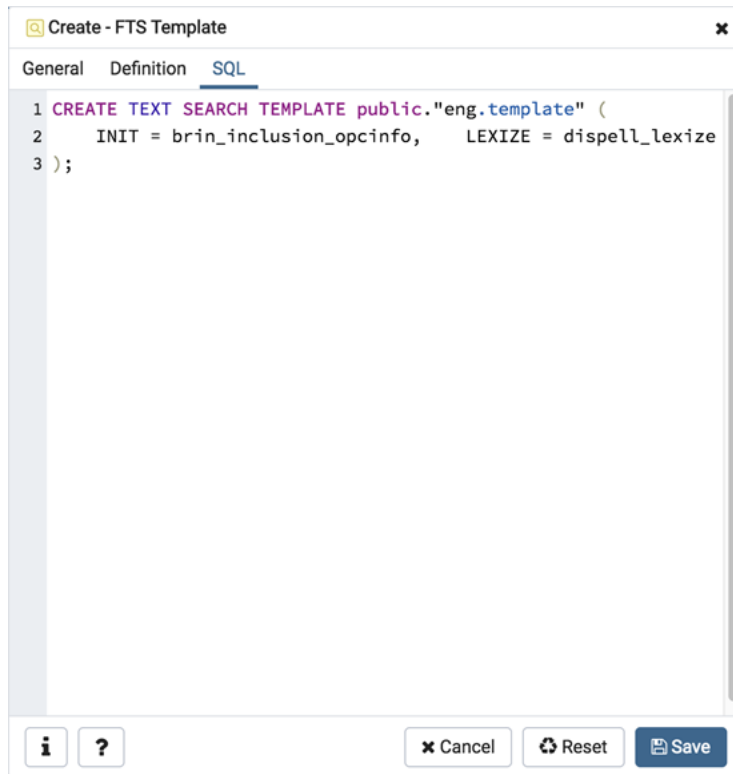 Create - FTS Template
General Definition SQL
1 CREATE TEXT SEARCH TEMPLATE public."eng.template" (
2 INIT = brin_inclusion_opcinfo, LEXIZE = dispell_lexize
3 );
i ? Cancel Reset Save